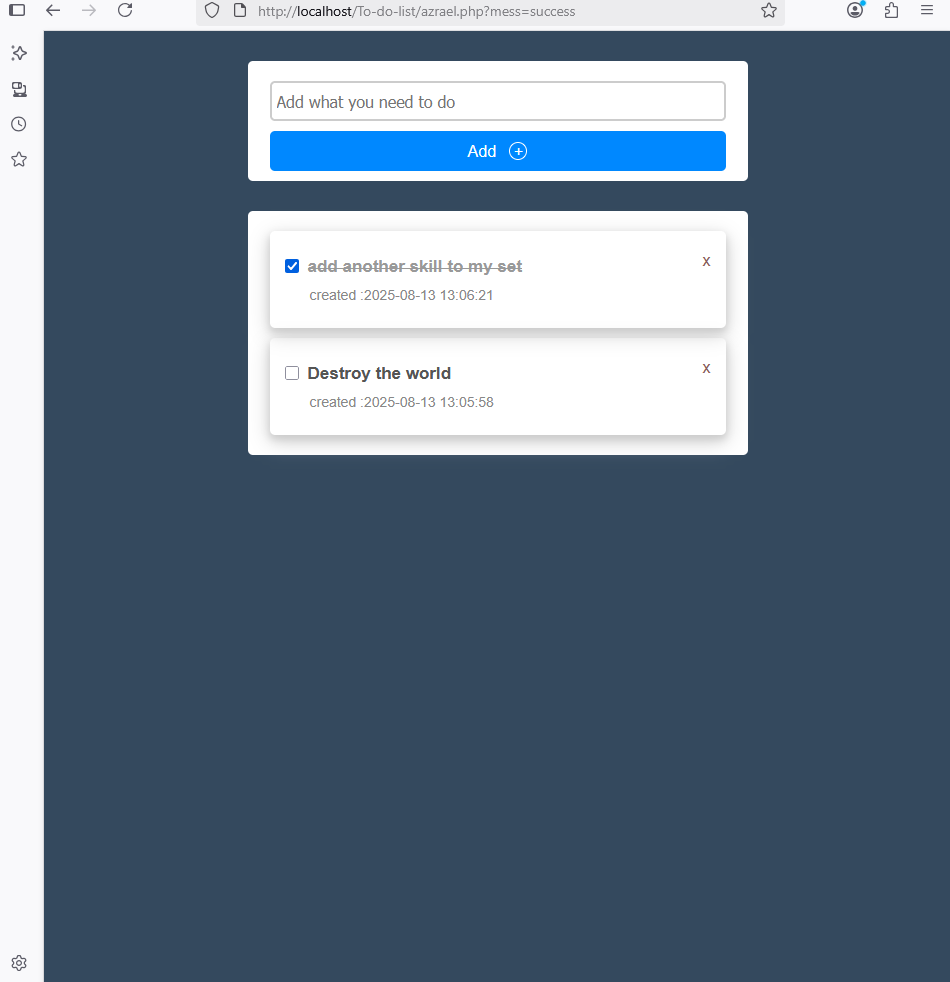 http://localhost/To-do-list/azrael.php?mess=success
Add what you need to do
Add
add another skill to my set
x
created :2025-08-13 13:06:21
Destroy the world
x
created :2025-08-13 13:05:58